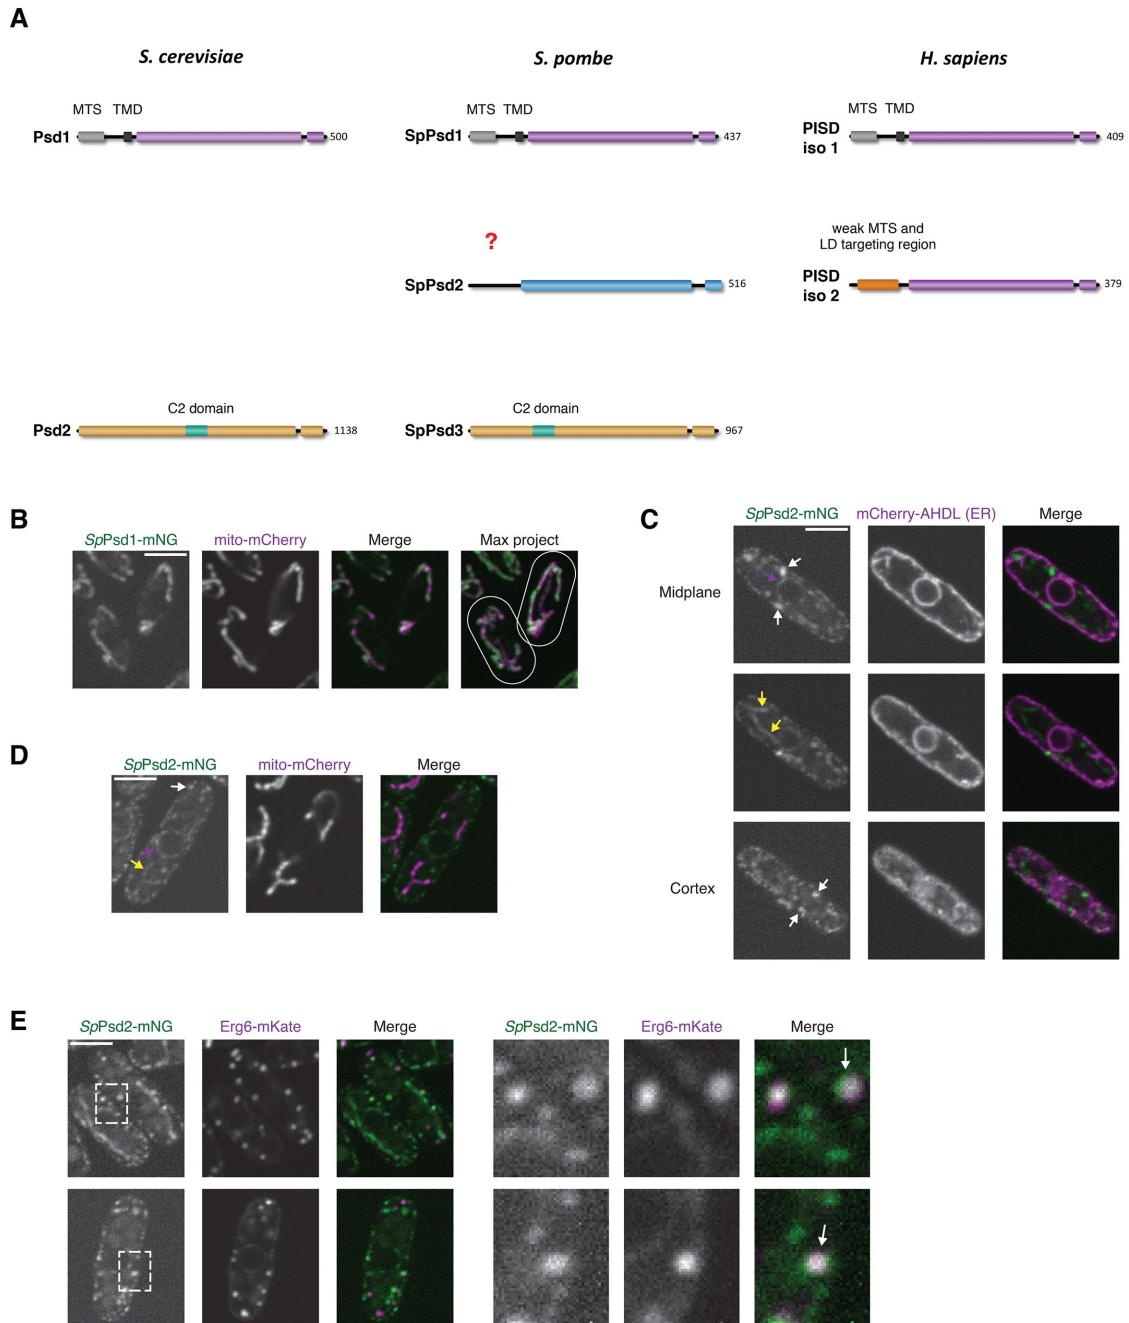 A
S. cerevisiae
S. pombe
H. sapiens
MTS TMD
MTS TMD
MTS TMD
Psd1
500
SpPsd1
437
PISD
iso 1
409
?
weak MTS and
LD targeting region
SpPsd2
516
PISD
iso 2
379
C2 domain
C2 domain
Psd2
1138
SpPsd3
967
B
SpPsd1-mNG
mito-mCherry
Merge
Max project
C
SpPsd2-mNG
mCherry-AHDL (ER)
Merge
Midplane
Cortex
D
SpPsd2-mNG
mito-mCherry
Merge
E
SpPsd2-mNG
Erg6-mKate
Merge
SpPsd2-mNG
Erg6-mKate
Merge